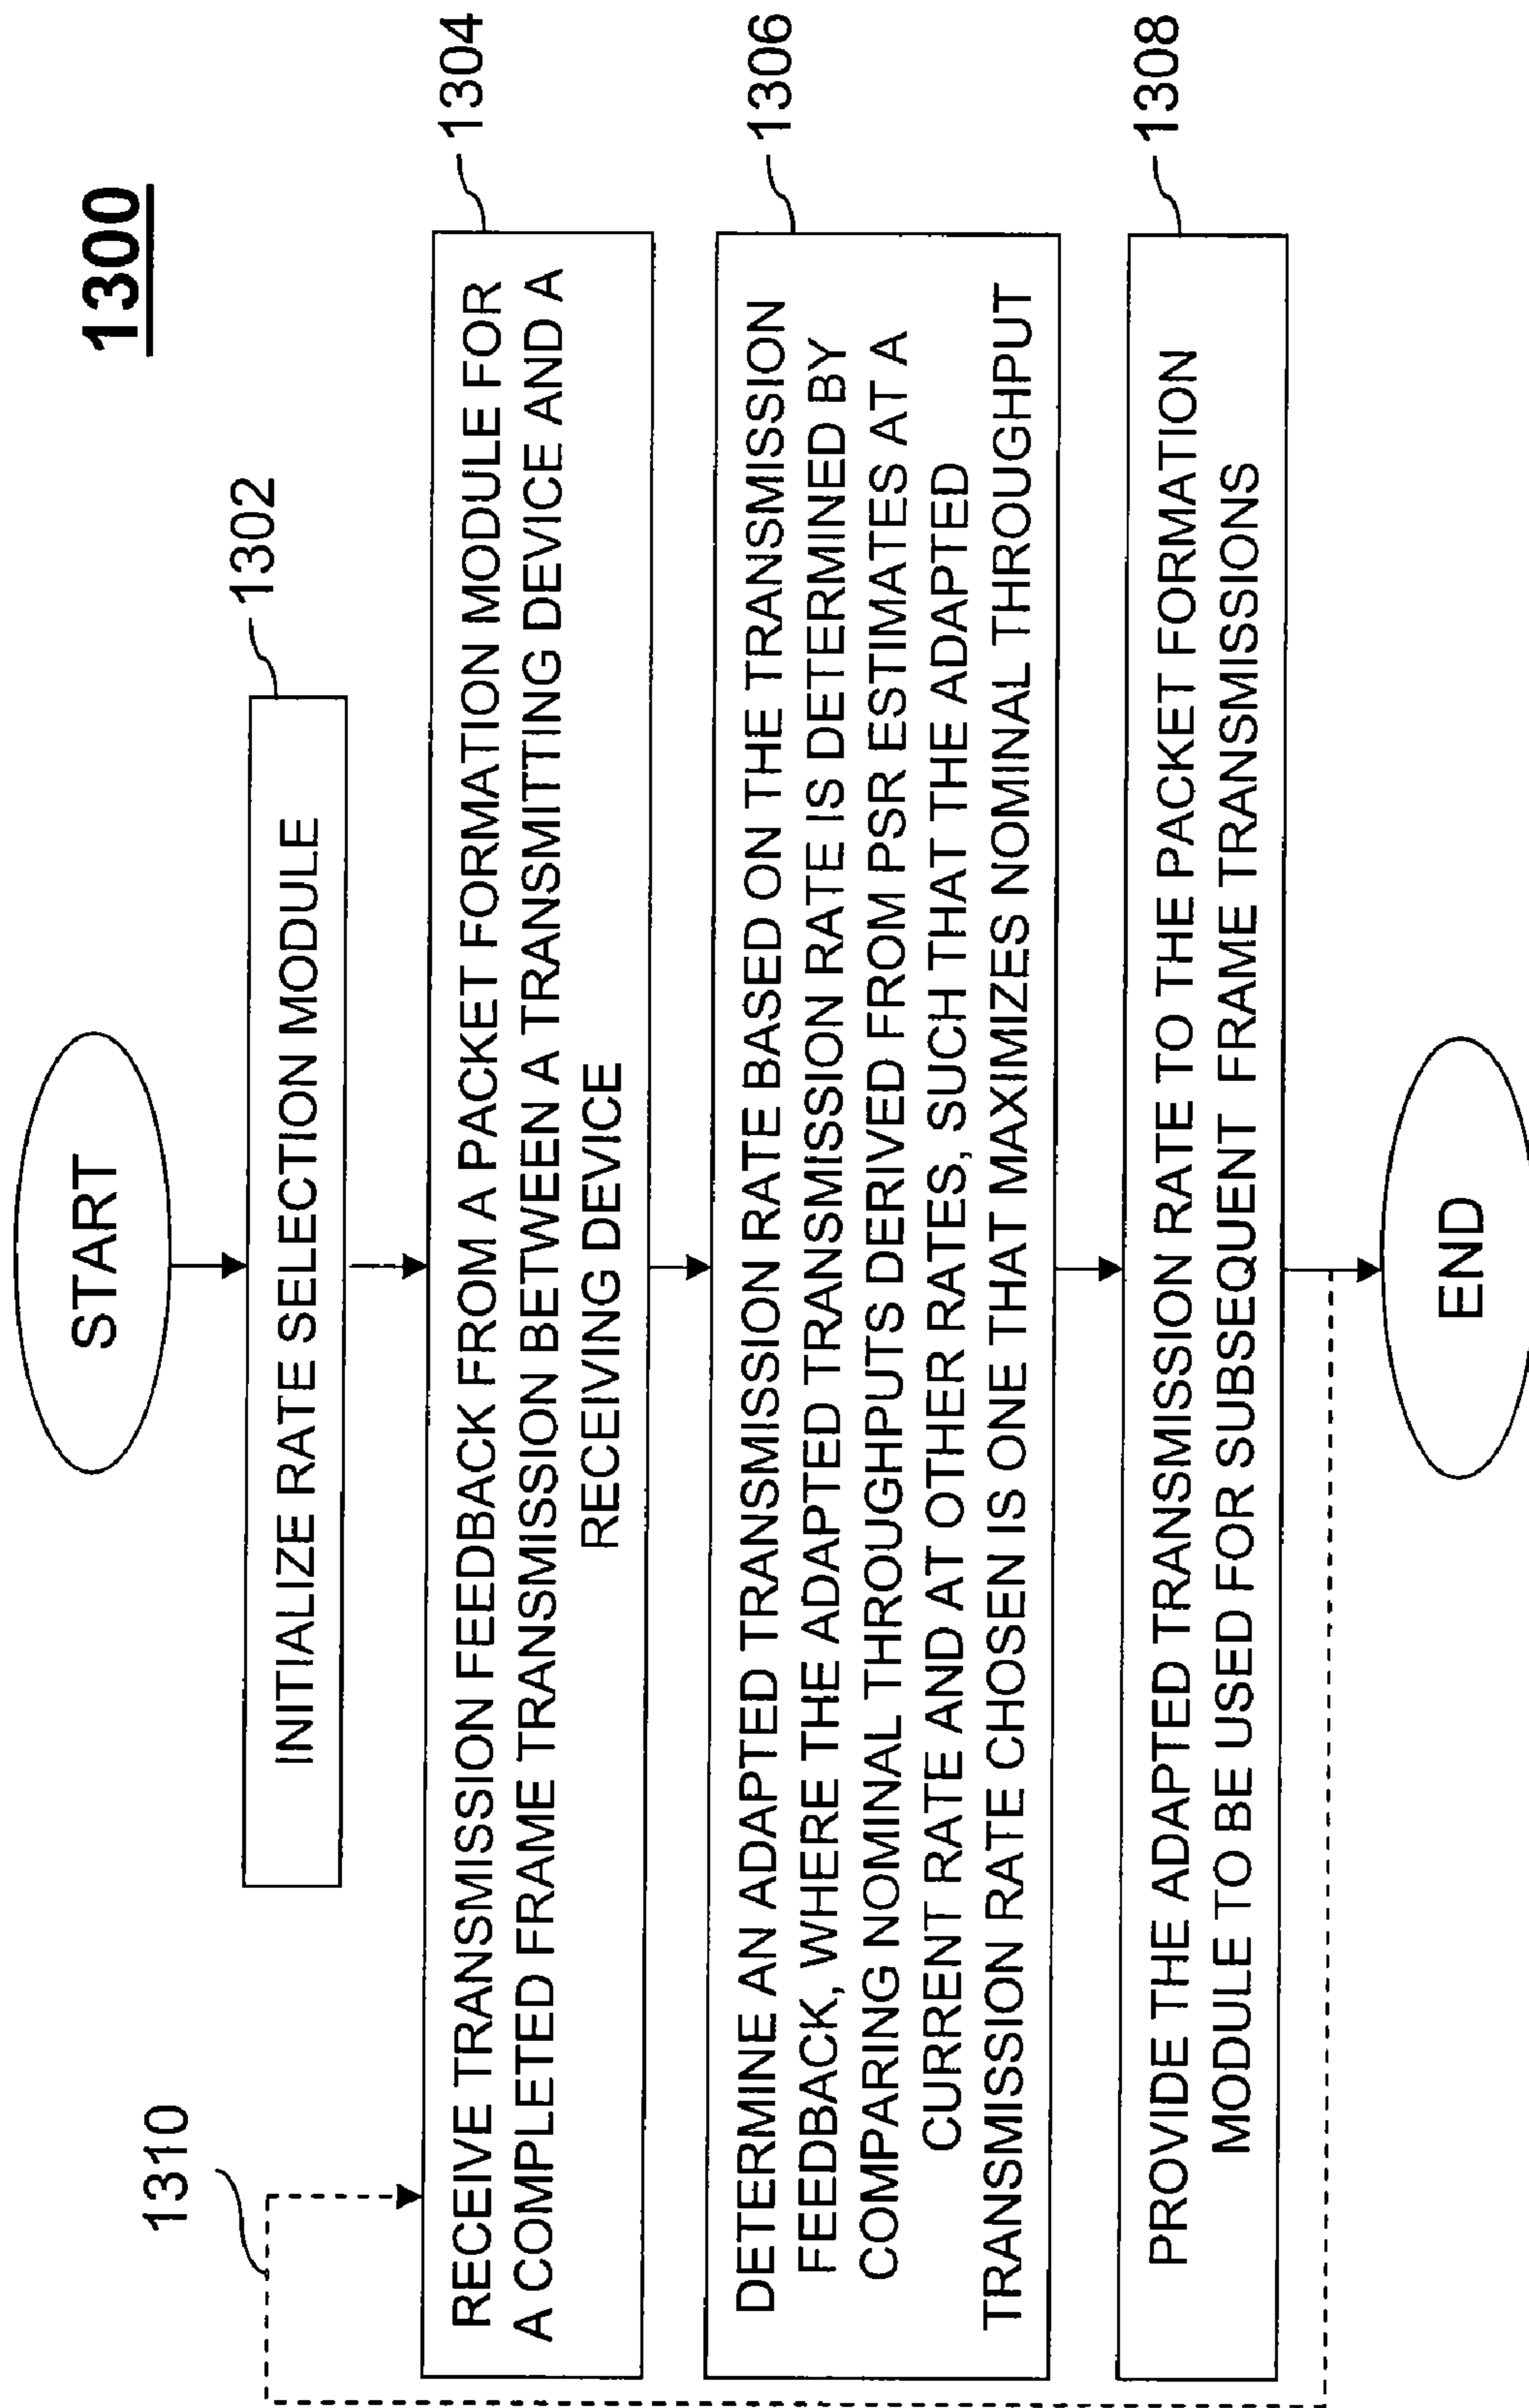 1300
START
1302
INITIALIZE RATE SELECTION MODULE
1310
1304
RECEIVE TRANSMISSION FEEDBACK FROM A PACKET FORMATION MODULE FOR
A COMPLETED FRAME TRANSMISSION BETWEEN A TRANSMITTING DEVICE AND A
RECEIVING DEVICE
1306
DETERMINE AN ADAPTED TRANSMISSION RATE BASED ON THE TRANSMISSION
FEEDBACK, WHERE THE ADAPTED TRANSMISSION RATE IS DETERMINED BY
COMPARING NOMINAL THROUGHPUTS DERIVED FROM PSR ESTIMATES AT A
CURRENT RATE AND AT OTHER RATES, SUCH THAT THE ADAPTED
TRANSMISSION RATE CHOSEN IS ONE THAT MAXIMIZES NOMINAL THROUGHPUT
1308
PROVIDE THE ADAPTED TRANSMISSION RATE TO THE PACKET FORMATION
MODULE TO BE USED FOR SUBSEQUENT FRAME TRANSMISSIONS
END